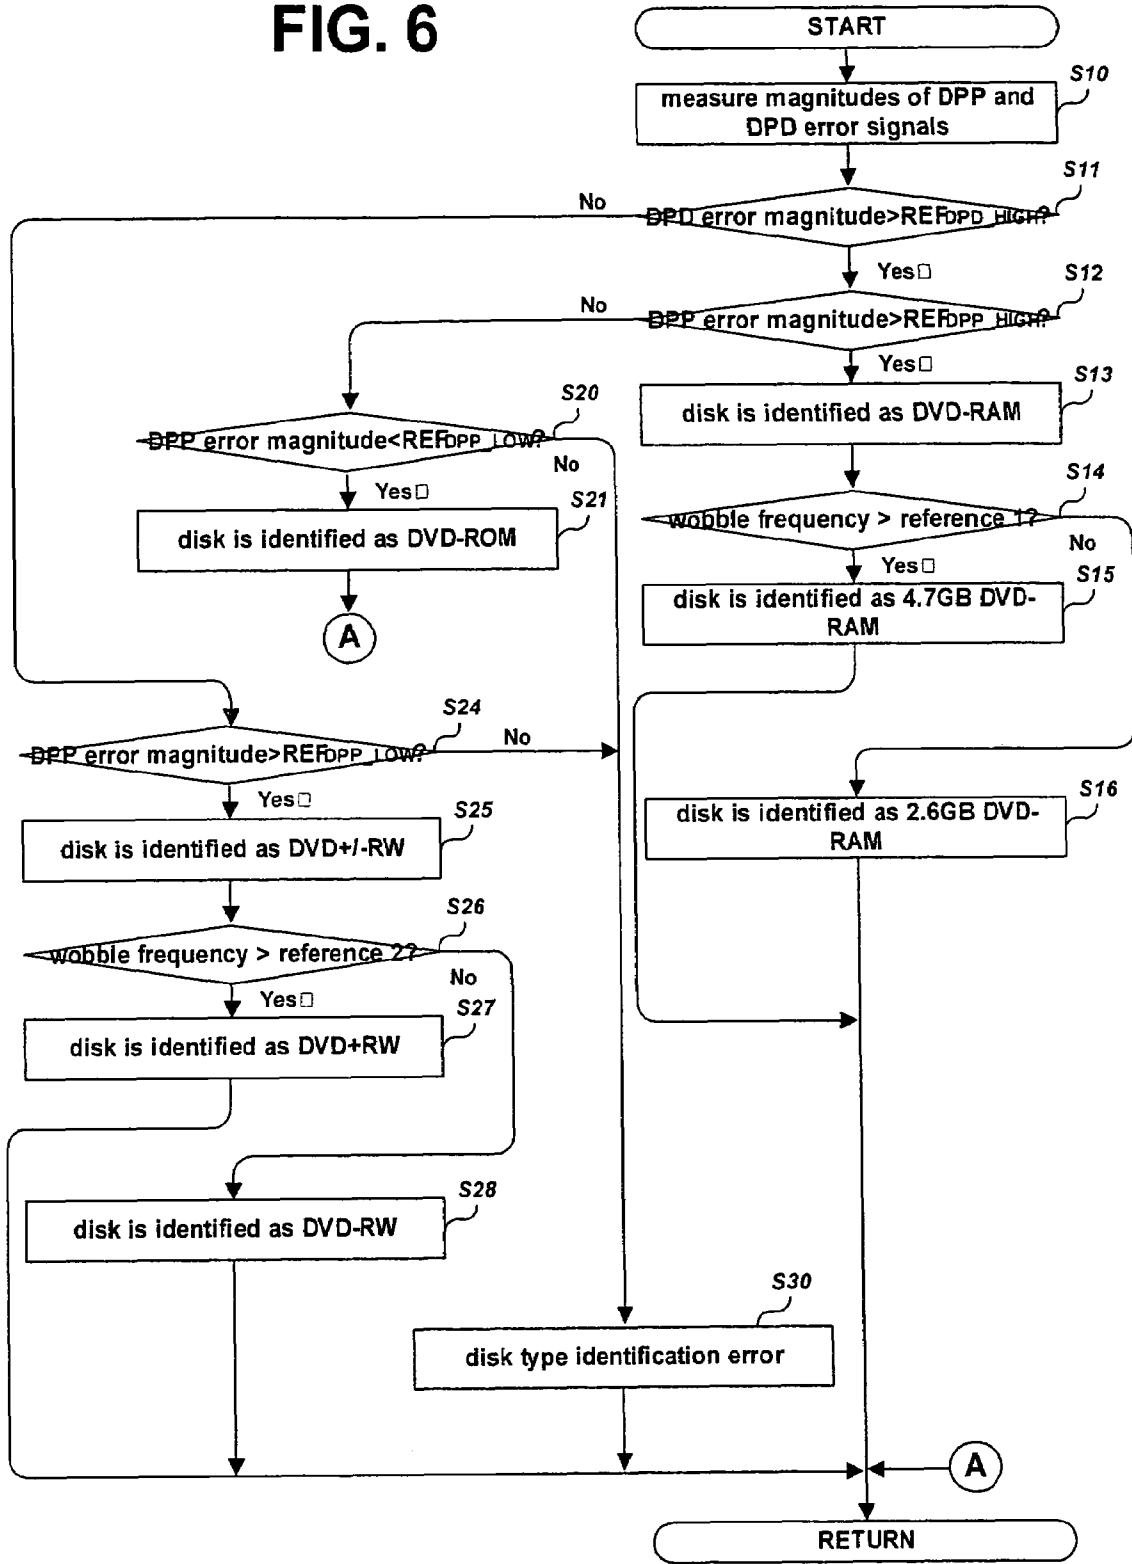 FIG. 6
START
S10
measure magnitudes of DPP and
DPD error signals
S11
No
DPD error magnitude>REFDPD_HIGH?
Yes□
S12
No
DPP error magnitude>REFDPP_HIGH?
Yes□
S13
disk is identified as DVD-RAM
S20
DPP error magnitude<REFDPP_LOW?
No
Yes□
S14
wobble frequency > reference 1?
No
Yes□
S21
disk is identified as DVD-ROM
S15
disk is identified as 4.7GB DVD-
RAM
A
S24
DPP error magnitude>REFDPP_LOW?
No
Yes□
S16
disk is identified as 2.6GB DVD-
RAM
S25
disk is identified as DVD+/-RW
S26
wobble frequency > reference 2?
No
Yes□
S27
disk is identified as DVD+RW
S28
disk is identified as DVD-RW
S30
disk type identification error
A
RETURN